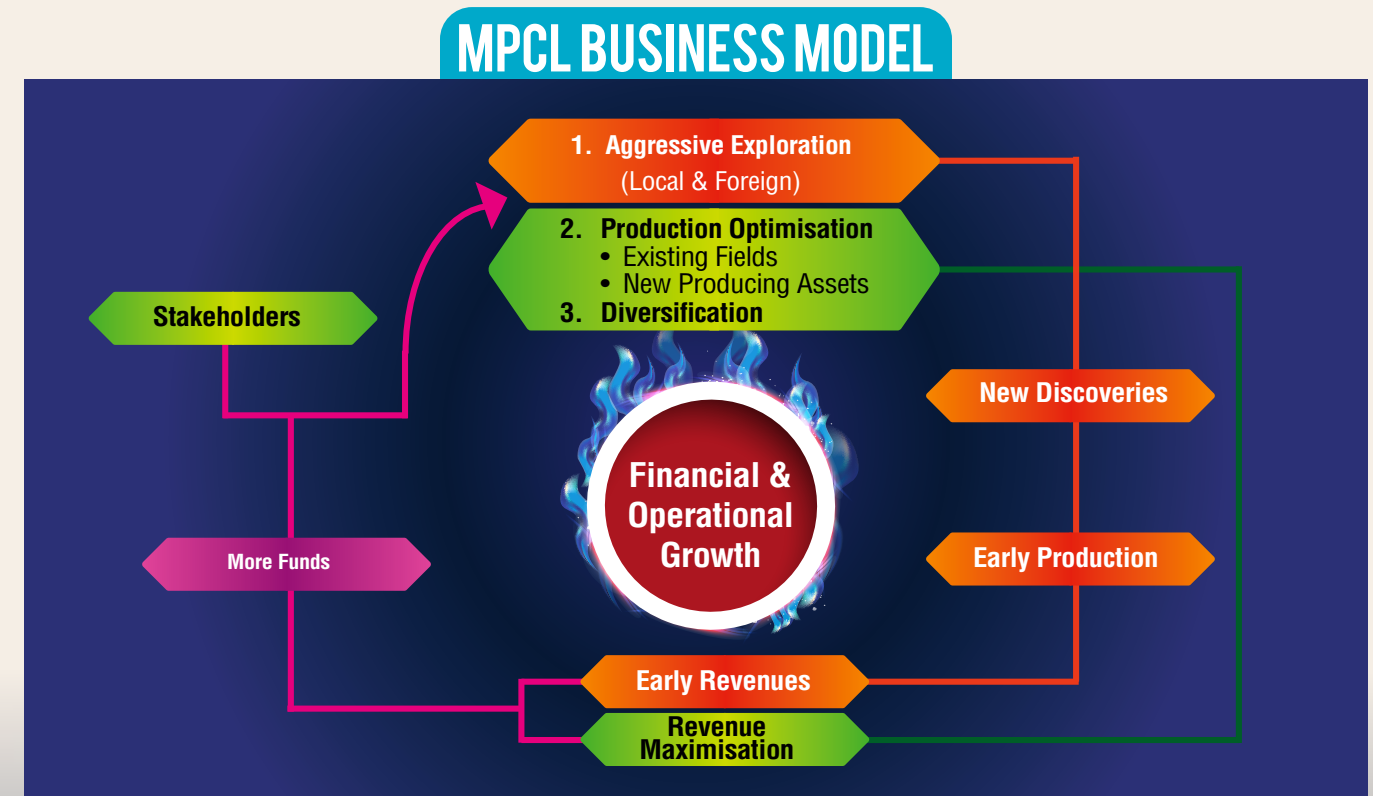 MPCL BUSINESS MODEL
1. Aggressive Exploration
(Local & Foreign)
2. Production Optimisation
• Existing Fields
• New Producing Assets
3. Diversification
Stakeholders
New Discoveries
Financial &
Operational
Growth
More Funds
Early Production
Early Revenues
Revenue
Maximisation